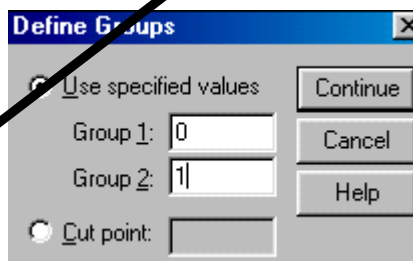 Define Groups
Use specified values
Continue
Group 1: 0
Cancel
Group 2: 1
Help
Cut point: